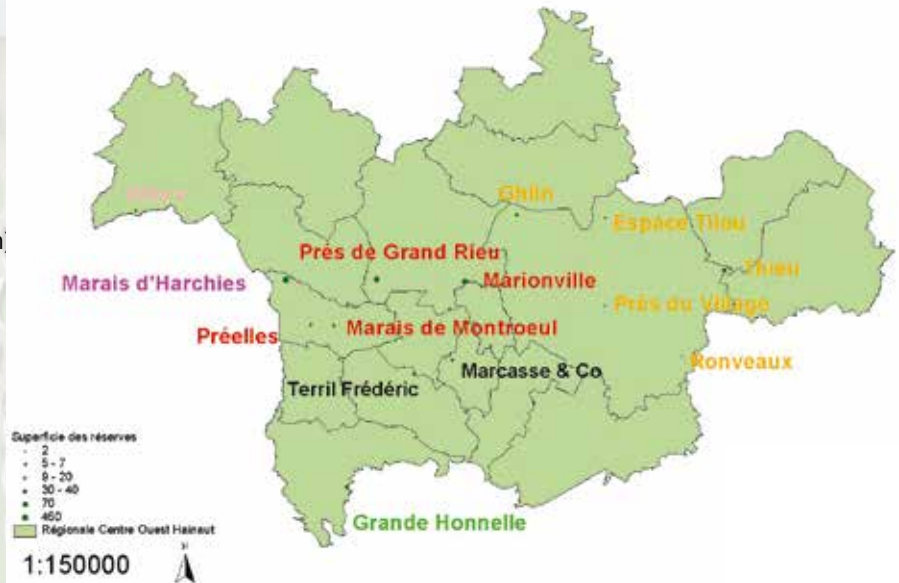 Ghlin
Espace Tilou
Prés de Grand Rieu
Thieu
Marais d'Harchies
Marionville
Prés du Village
Préelles
Marais de Montroeul
Ronveaux
Marcasse & Co
Terril Frédéric
Superficie des réserves
2
5 - 7
9 - 20
30 - 40
70
460
Régionale Centre Ouest Hainaut
Grande Honnelle
1:150000
N